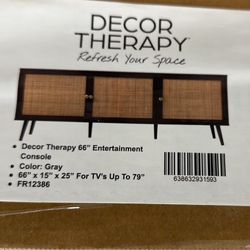 DECOR
THERAPY
Refresh Your Space
• Decor Therapy 66" Entertainment
Console
• Color: Gray
• 66" x 15" x 25" For TV's Up To 79"
• FR12386
638632931593